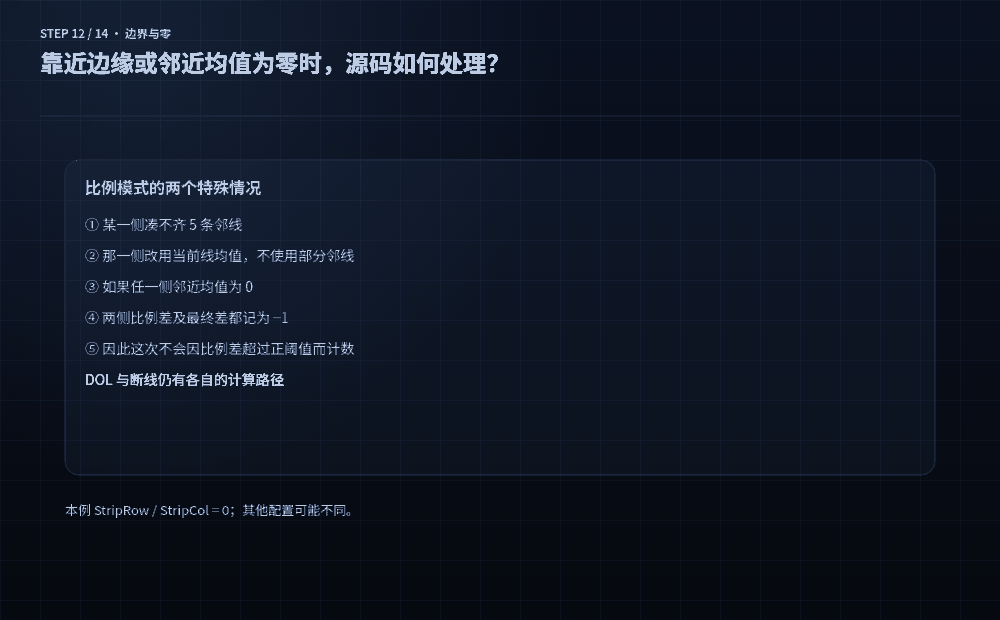 STEP 12 / 14 · 边界与零
靠近边缘或邻近均值为零时，源码如何处理？
比例模式的两个特殊情况
① 某一侧凑不齐 5 条邻线
② 那一侧改用当前线均值，不使用部分邻线
③ 如果任一侧邻近均值为 0
④ 两侧比例差及最终差都记为 −1
⑤ 因此这次不会因比例差超过正阈值而计数
DOL 与断线仍有各自的计算路径
本例 StripRow / StripCol = 0；其他配置可能不同。